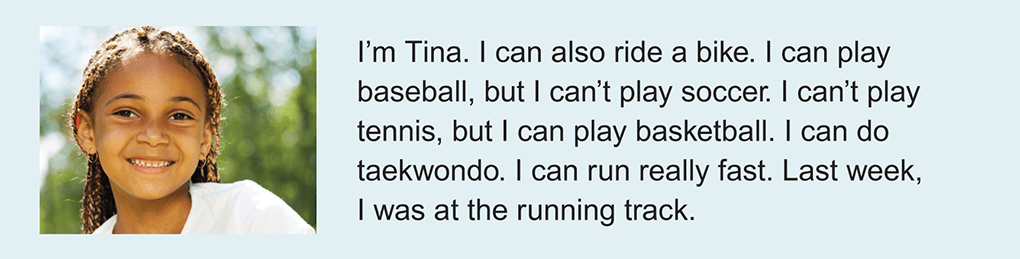 I’m Tina. I can also ride a bike. I can play
baseball, but I can’t play soccer. I can’t play
tennis, but I can play basketball. I can do
taekwondo. I can run really fast. Last week,
I was at the running track.